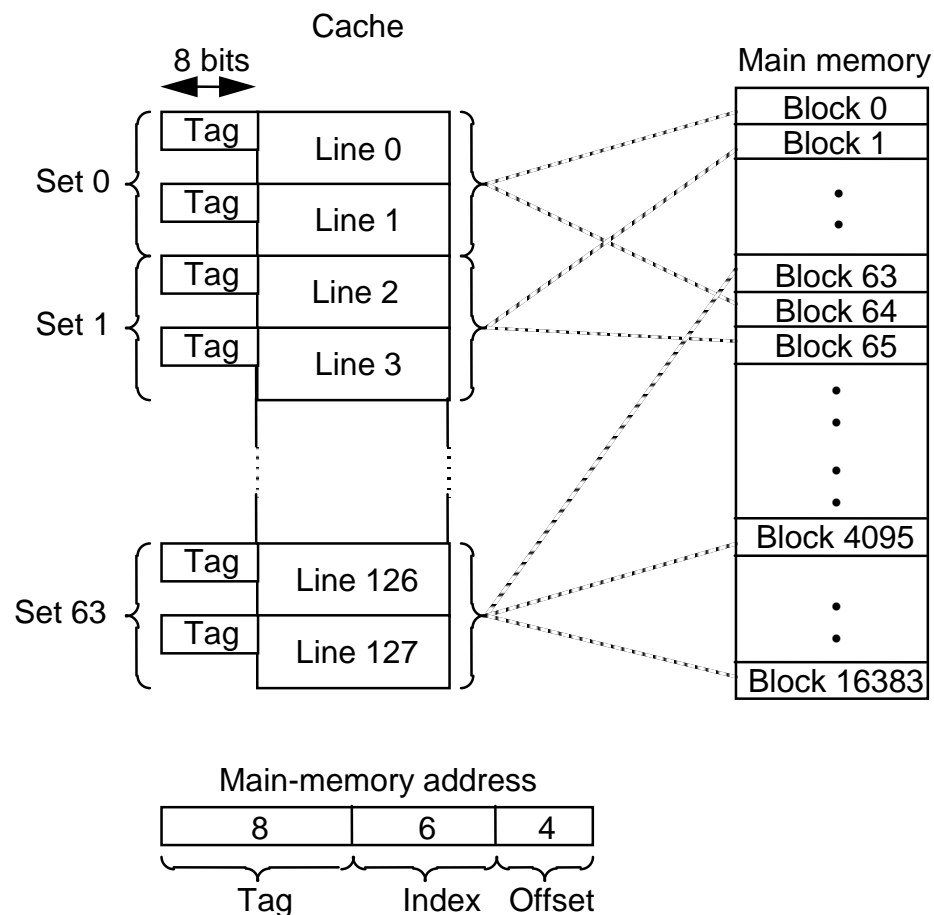 Cache
8 bits
Main memory
Block 0
Block 1
Block 63
Block 64
Block 65
Block 4095
Block 16383
Set 0
Tag
Line 0
Tag
Line 1
Set 1
Tag
Line 2
Tag
Line 3
Set 63
Tag
Line 126
Tag
Line 127
Main-memory address
8 6 4
Tag Index Offset